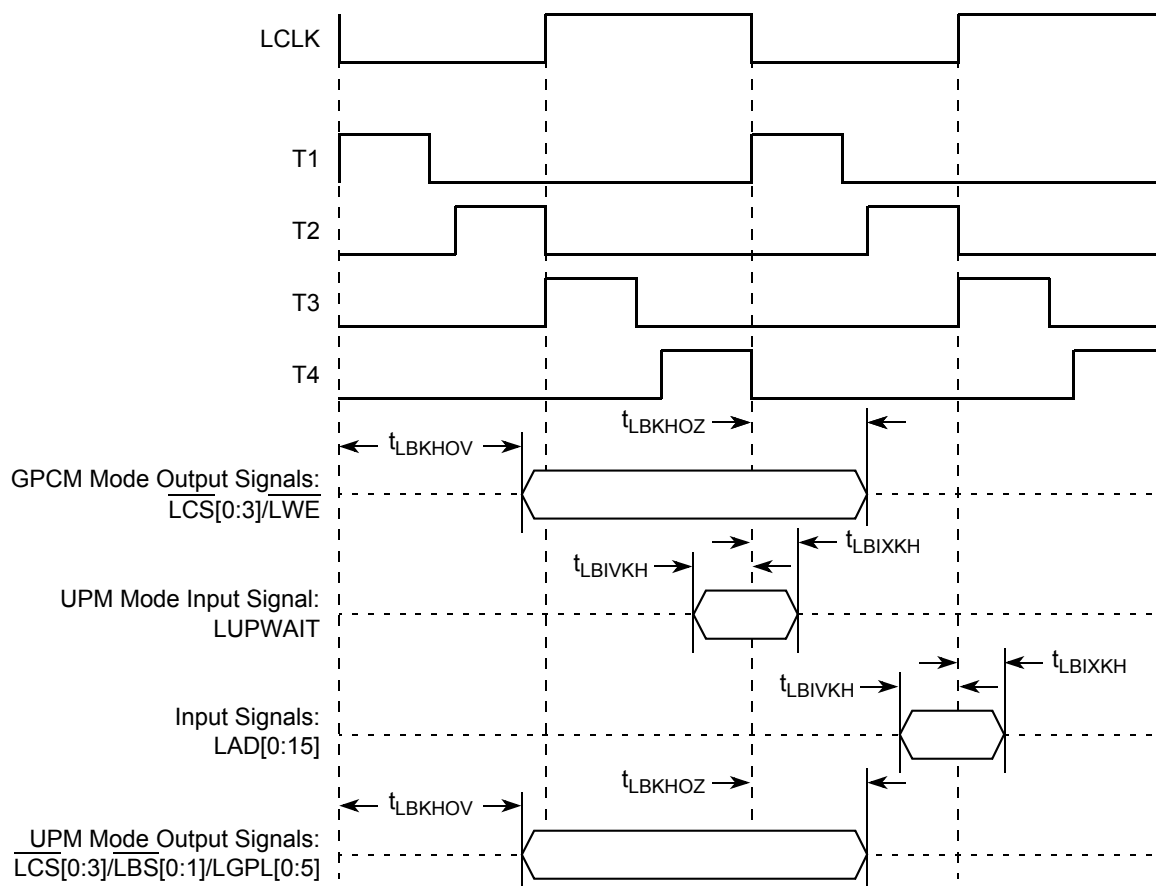 LCLK
T1
T2
T3
T4
tLBKHOZ
tLBKHOV
GPCM Mode Output Signals:
LCS[0:3]/LWE
tLBIXKH
tLBIVKH
UPM Mode Input Signal:
LUPWAIT
tLBIXKH
tLBIVKH
Input Signals:
LAD[0:15]
tLBKHOZ
tLBKHOV
UPM Mode Output Signals:
LCS[0:3]/LBS[0:1]/LGPL[0:5]